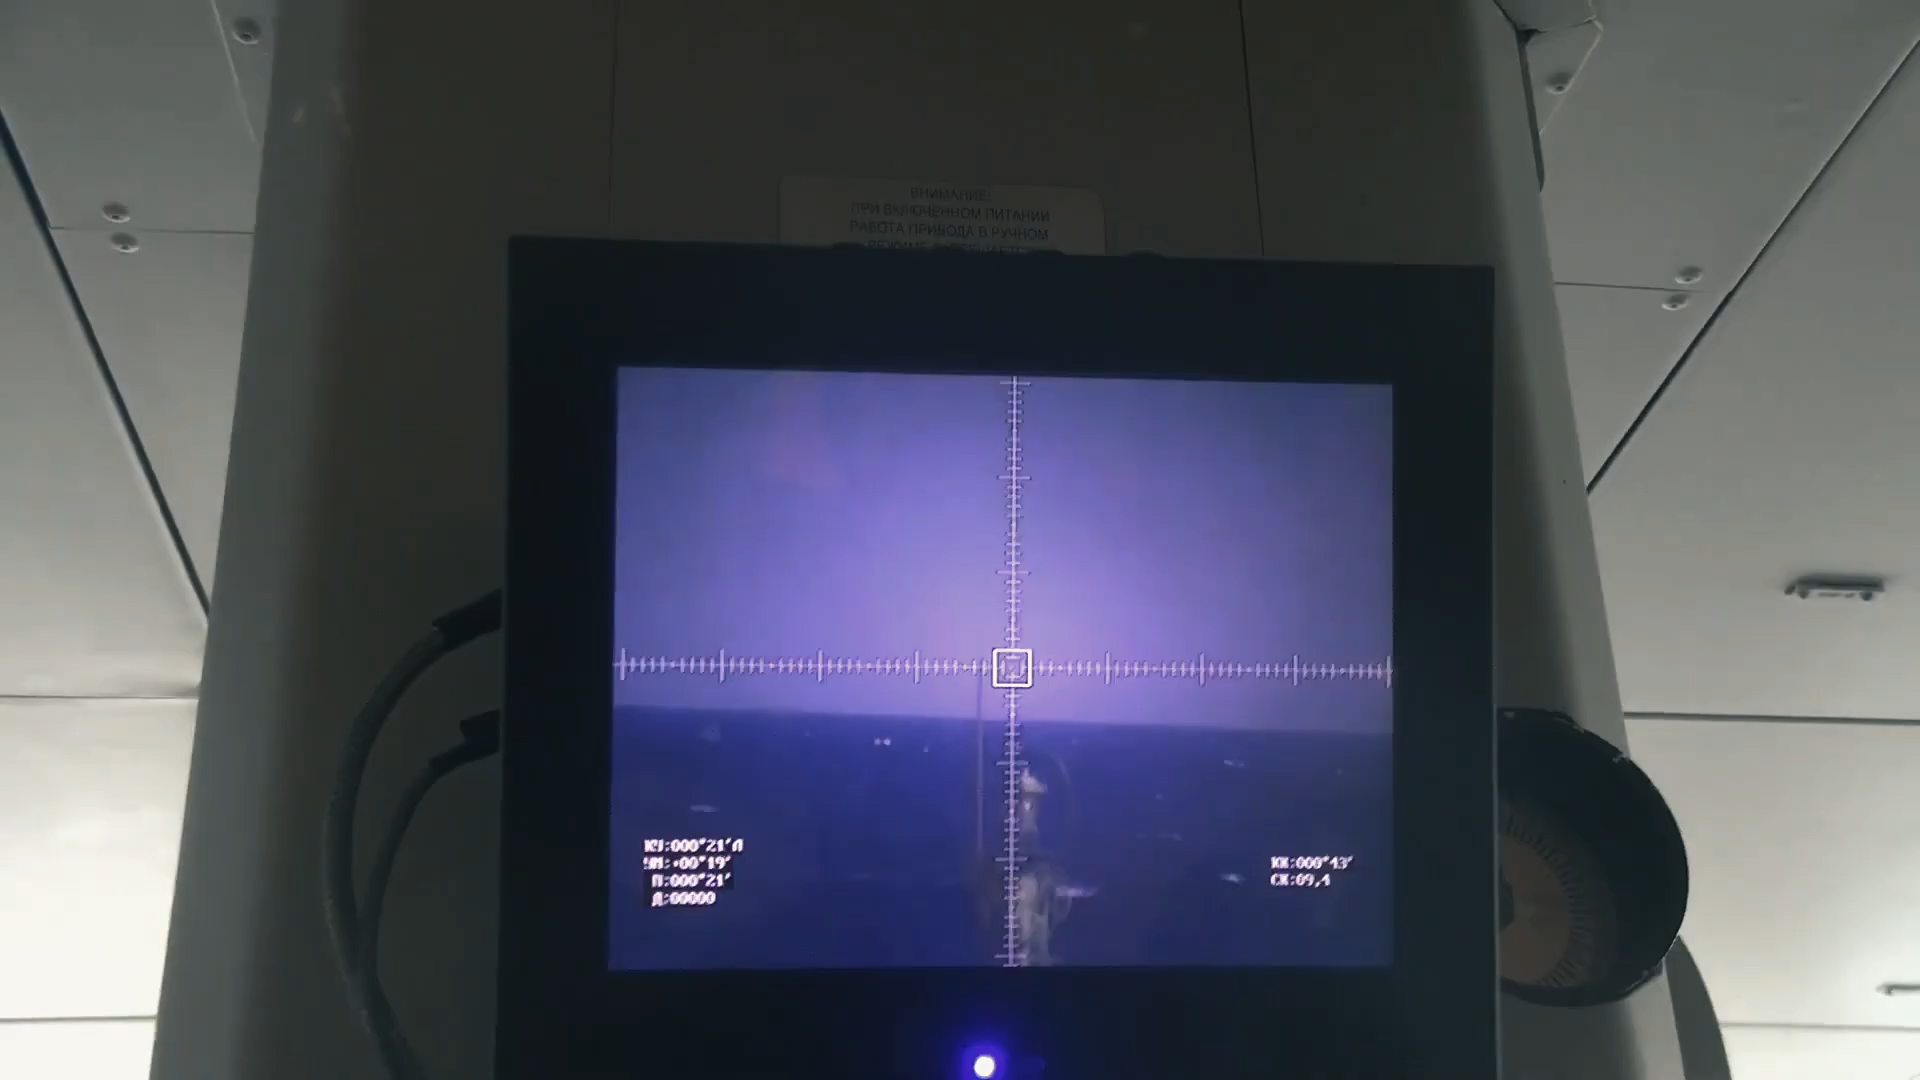 ВНИМАНИЕ!
ПРИ ВКЛЮЧЕННОМ ПИТАНИИ
РАБОТА ПРИВОДА В РУЧНОМ
РЕЖИМЕ
КУ:000°21'Л
УМ:+00°19'
П:000°21'
Д:00000
КК:000°43'
СК:09,4